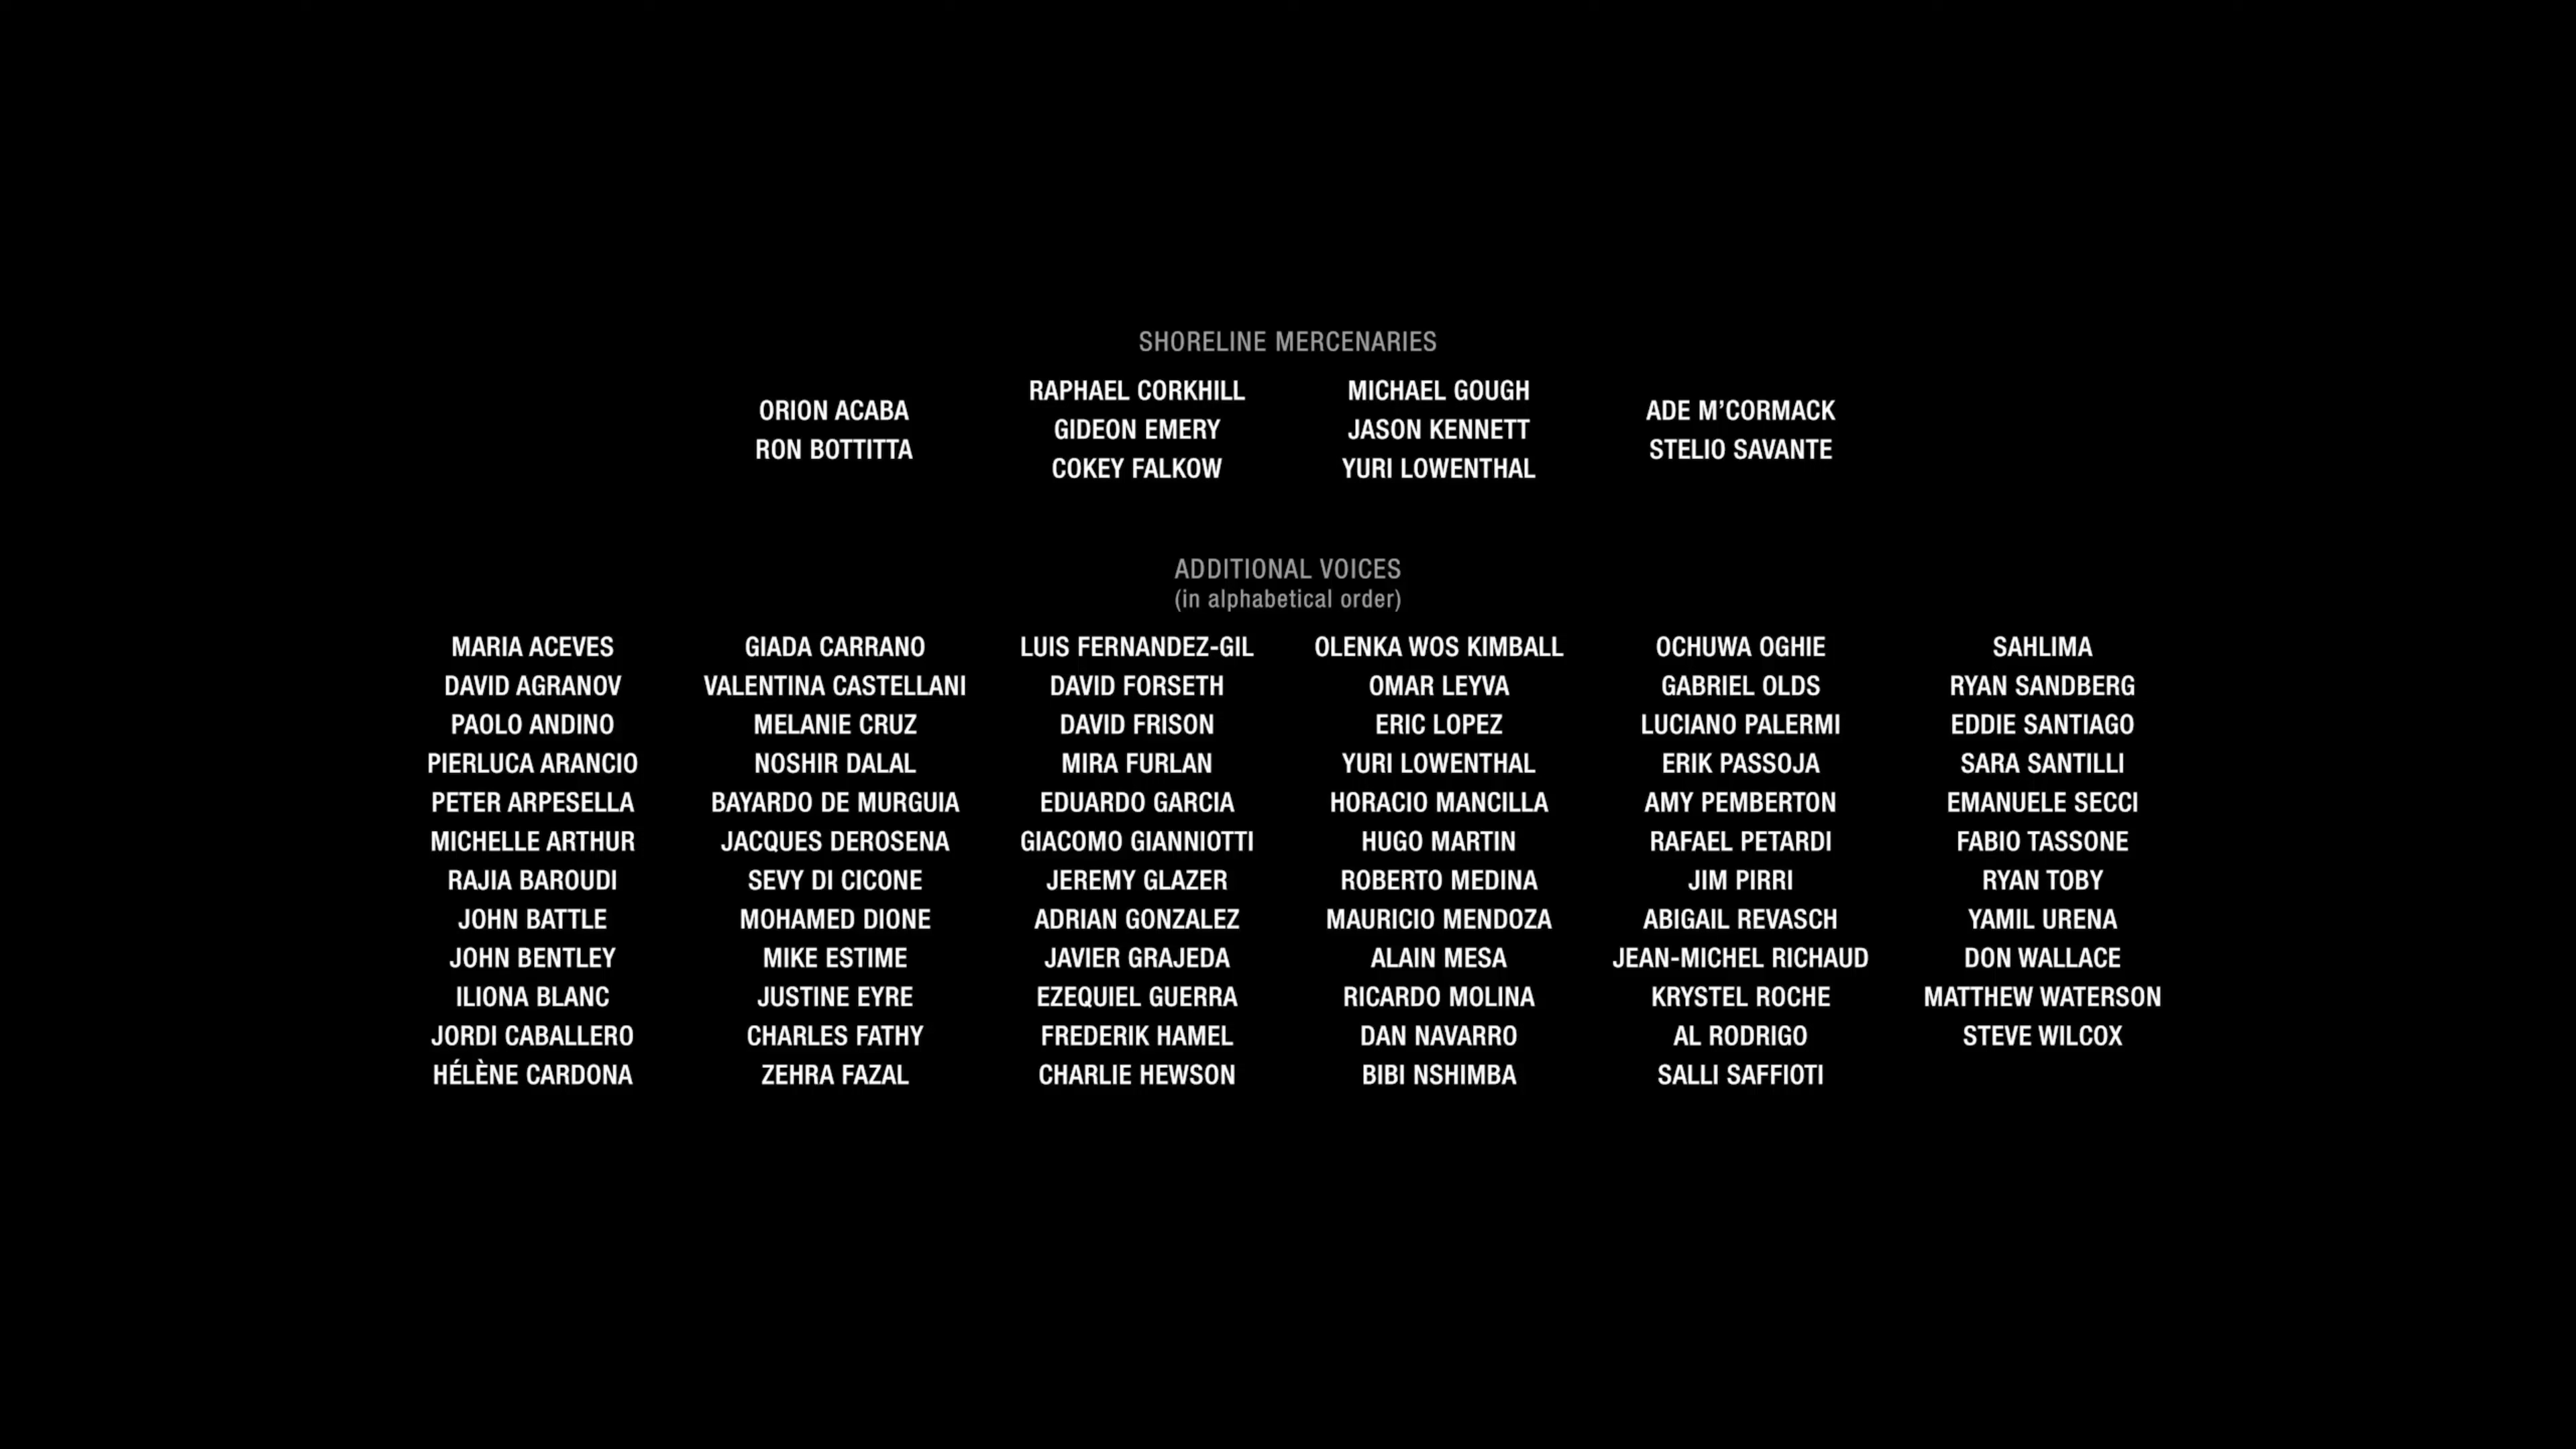 SHORELINE MERCENARIES
ORION ACABA
RON BOTTITTA
RAPHAEL CORKHILL
GIDEON EMERY
COKEY FALKOW
MICHAEL GOUGH
JASON KENNETT
YURI LOWENTHAL
ADE M’CORMACK
STELIO SAVANTE
ADDITIONAL VOICES
(in alphabetical order)
MARIA ACEVES
DAVID AGRANOV
PAOLO ANDINO
PIERLUCA ARANCIO
PETER ARPESELLA
MICHELLE ARTHUR
RAJIA BAROUDI
JOHN BATTLE
JOHN BENTLEY
ILIONA BLANC
JORDI CABALLERO
HÉLÈNE CARDONA
GIADA CARRANO
VALENTINA CASTELLANI
MELANIE CRUZ
NOSHIR DALAL
BAYARDO DE MURGUIA
JACQUES DEROSENA
SEVY DI CICONE
MOHAMED DIONE
MIKE ESTIME
JUSTINE EYRE
CHARLES FATHY
ZEHRA FAZAL
LUIS FERNANDEZ-GIL
DAVID FORSETH
DAVID FRISON
MIRA FURLAN
EDUARDO GARCIA
GIACOMO GIANNIOTTI
JEREMY GLAZER
ADRIAN GONZALEZ
JAVIER GRAJEDA
EZEQUIEL GUERRA
FREDERIK HAMEL
CHARLIE HEWSON
OLENKA WOS KIMBALL
OMAR LEYVA
ERIC LOPEZ
YURI LOWENTHAL
HORACIO MANCILLA
HUGO MARTIN
ROBERTO MEDINA
MAURICIO MENDOZA
ALAIN MESA
RICARDO MOLINA
DAN NAVARRO
BIBI NSHIMBA
OCHUWA OGHIE
GABRIEL OLDS
LUCIANO PALERMI
ERIK PASSOJA
AMY PEMBERTON
RAFAEL PETARDI
JIM PIRRI
ABIGAIL REVASCH
JEAN-MICHEL RICHAUD
KRYSTEL ROCHE
AL RODRIGO
SALLI SAFFIOTI
SAHLIMA
RYAN SANDBERG
EDDIE SANTIAGO
SARA SANTILLI
EMANUELE SECCI
FABIO TASSONE
RYAN TOBY
YAMIL URENA
DON WALLACE
MATTHEW WATERSON
STEVE WILCOX